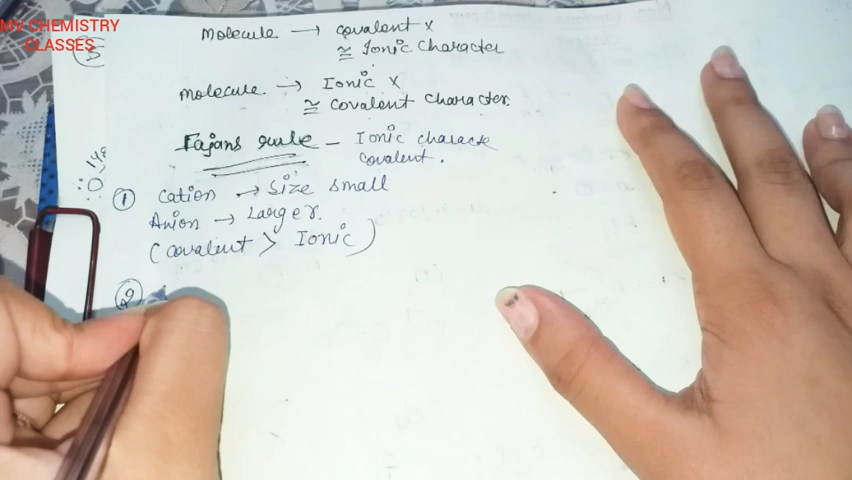 MV CHEMISTRY
CLASSES
Molecule → covalent x
≅ Ionic character
Molecule → Ionic x
≅ covalent character.
Fajans rule - Ionic characte
covalent.
① Cation → Size small
Anion → Larger.
(covalent > Ionic)
②